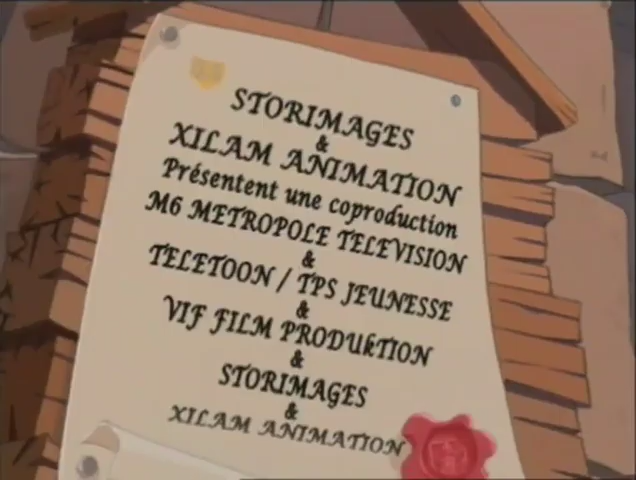 STORIMAGES
&
XILAM ANIMATION
Présentent une coproduction
M6 METROPOLE TELEVISION
&
TELETOON / TPS JEUNESSE
&
VIF FILM PRODUkTION
&
STORIMAGES
&
XILAM ANIMATION